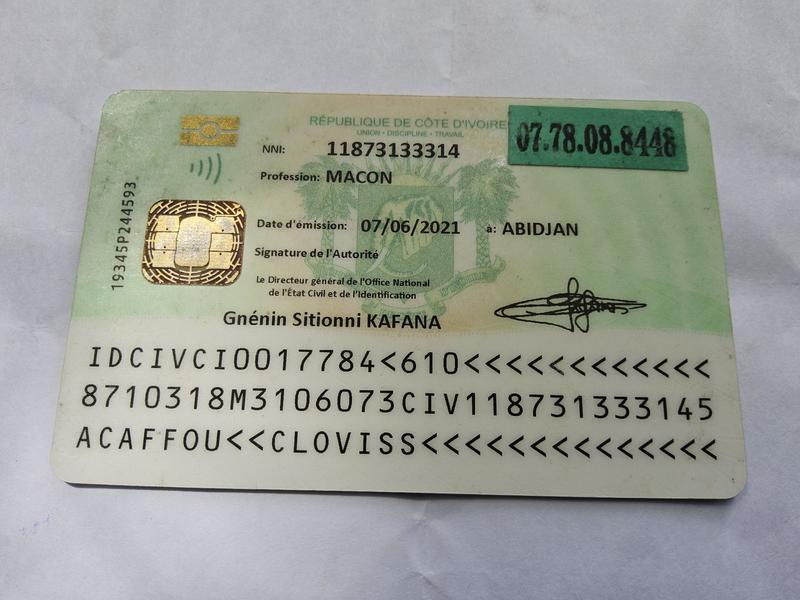 RÉPUBLIQUE DE CÔTE D'IVOIRE
UNION - DISCIPLINE - TRAVAIL
07.78.08.8448
NNI: 11873133314
Profession: MACON
19345P244593
Date d'émission: 07/06/2021 à: ABIDJAN
Signature de l'Autorité
Le Directeur général de l'Office National
de l'État Civil et de l'Identification
Gnénin Sitionni KAFANA
IDCIVCI0017784<610<<<<<<<<<<<<
8710318M3106073CIV118731333145
ACAFFOU<<CLOVISS<<<<<<<<<<<<<<